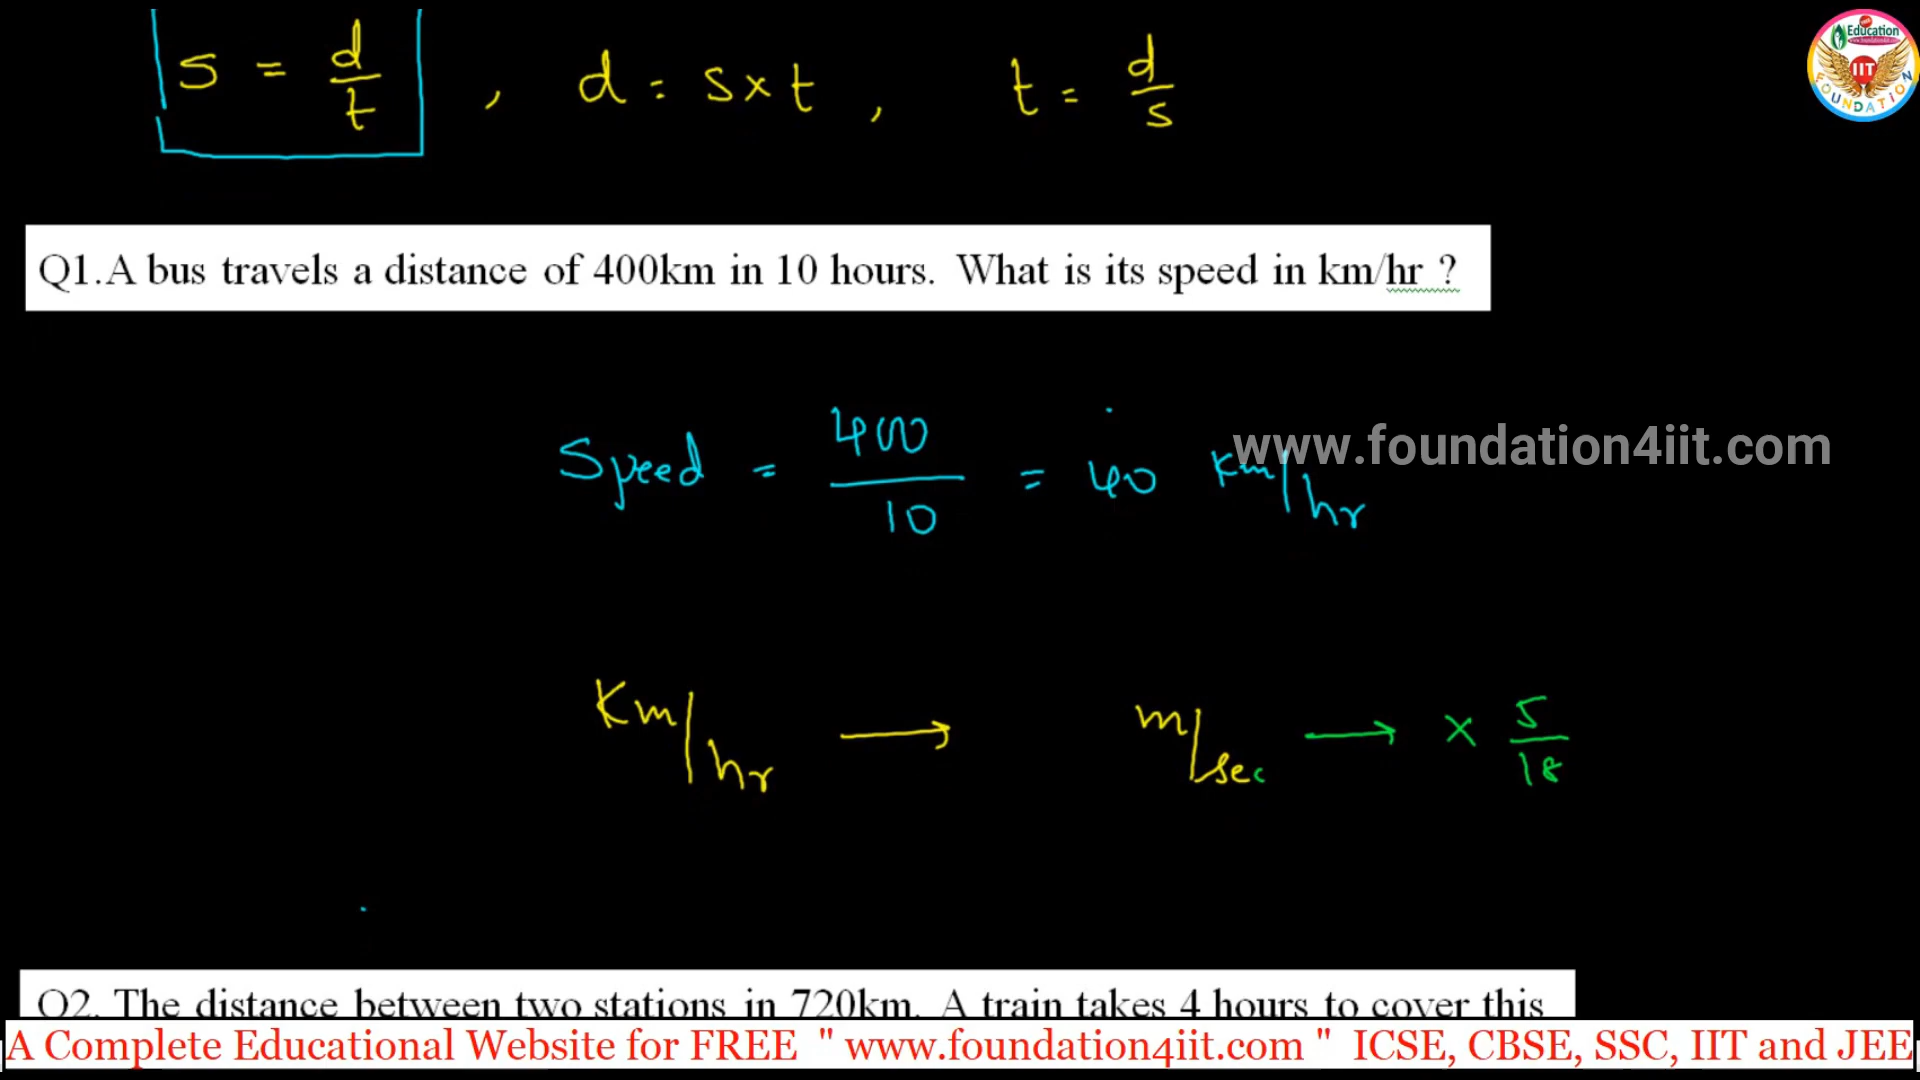 s = d/t , d = s x t , t = d/s
Education
IIT
FOUNDATION
Q1.A bus travels a distance of 400km in 10 hours. What is its speed in km/hr ?
Speed = 400/10 = 40 Km/hr
www.foundation4iit.com
Km/hr → m/sec → x 5/18
Q2. The distance between two stations in 720km. A train takes 4 hours to cover this
A Complete Educational Website for FREE " www.foundation4iit.com " ICSE, CBSE, SSC, IIT and JEE